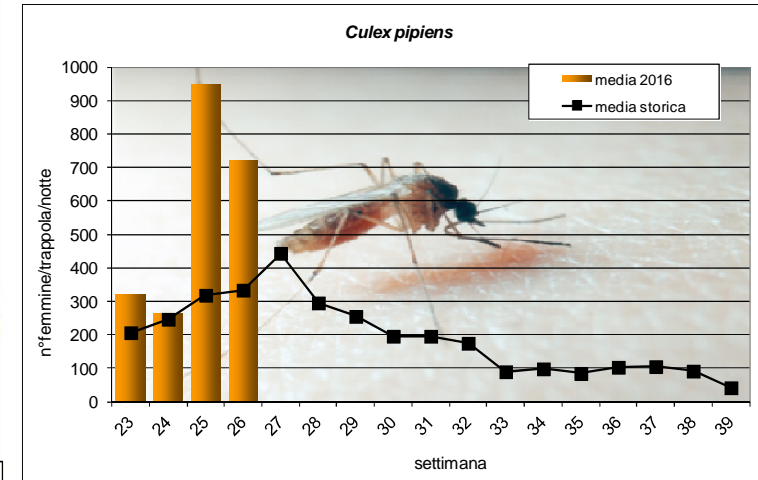 Culex pipiens
media 2016
media storica
n°femmine/trappola/notte
1000
900
800
700
600
500
400
300
200
100
0
23 24 25 26 27 28 29 30 31 32 33 34 35 36 37 38 39
settimana